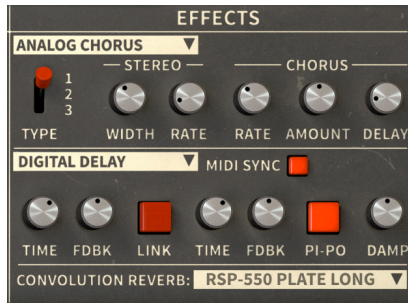 EFFECTS
ANALOG CHORUS
STEREO CHORUS
1
2
3
TYPE WIDTH RATE RATE AMOUNT DELAY
DIGITAL DELAY MIDI SYNC
TIME FDBK LINK TIME FDBK PI-PO DAMP
CONVOLUTION REVERB: RSP-550 PLATE LONG